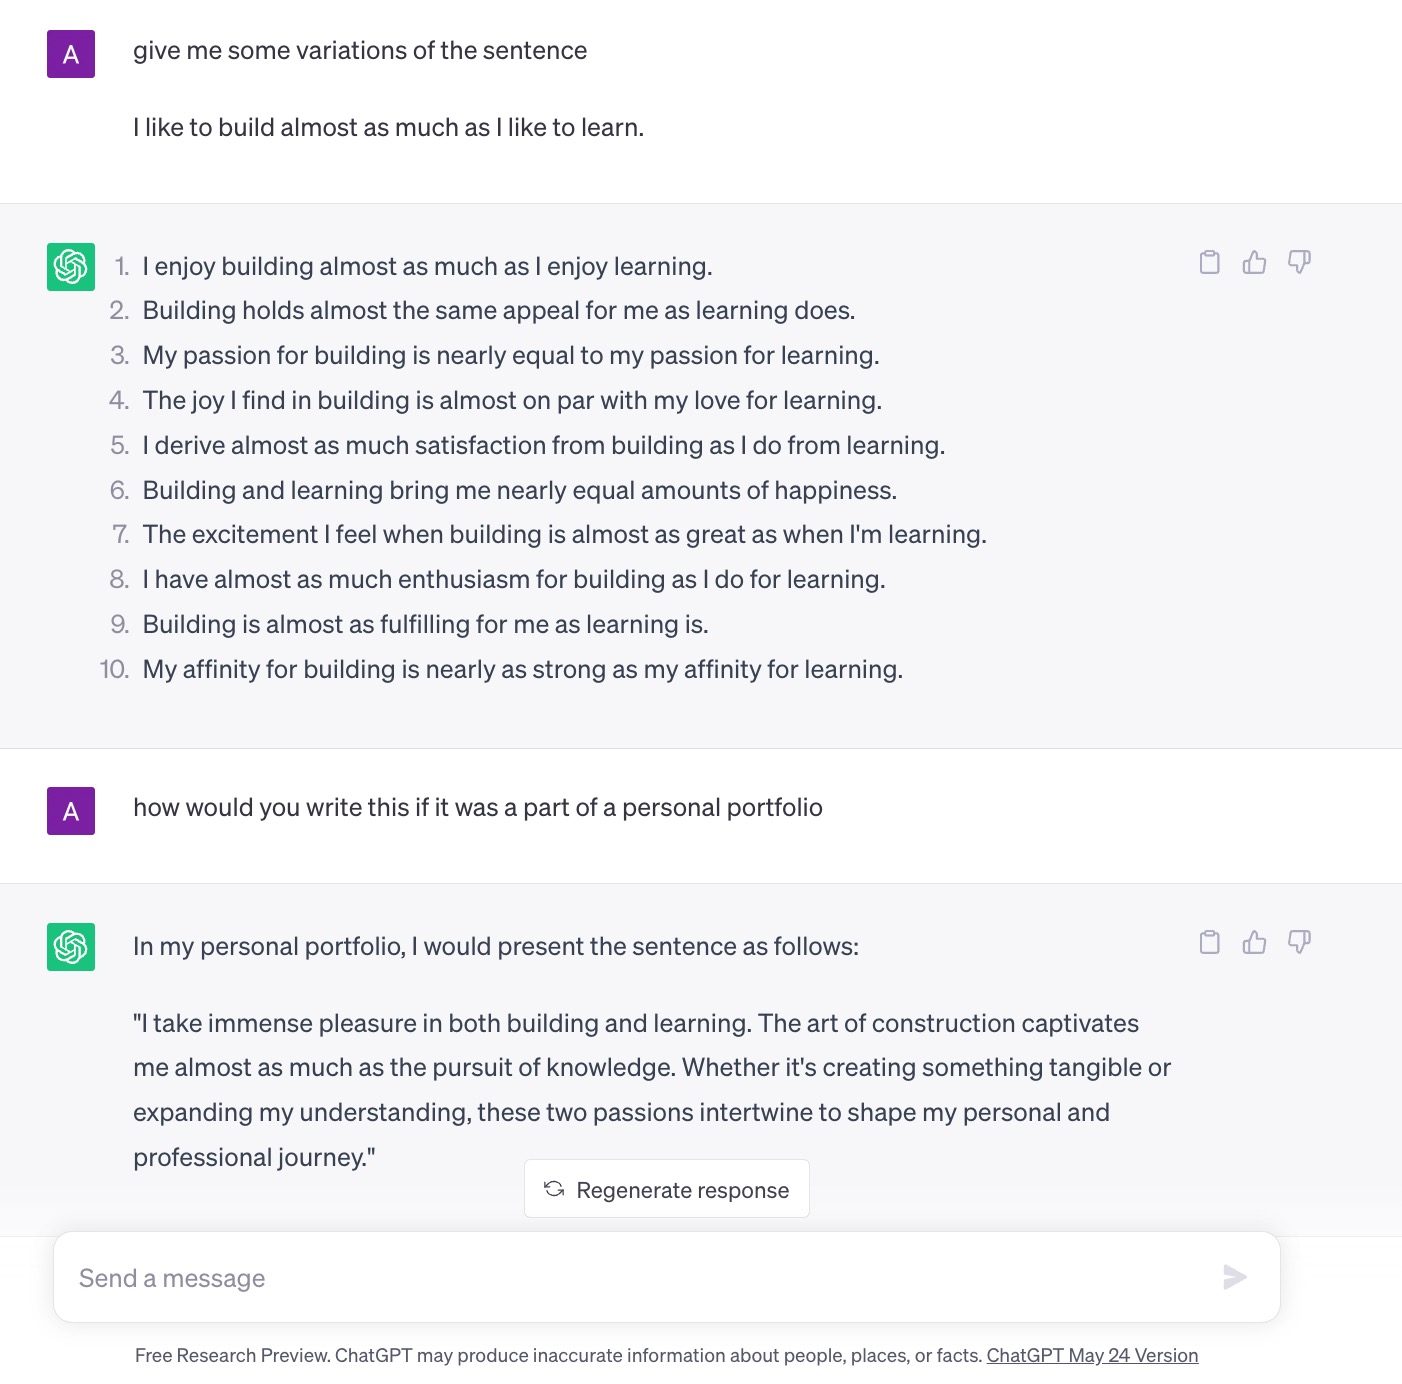 A
give me some variations of the sentence
I like to build almost as much as I like to learn.
1. I enjoy building almost as much as I enjoy learning.
2. Building holds almost the same appeal for me as learning does.
3. My passion for building is nearly equal to my passion for learning.
4. The joy I find in building is almost on par with my love for learning.
5. I derive almost as much satisfaction from building as I do from learning.
6. Building and learning bring me nearly equal amounts of happiness.
7. The excitement I feel when building is almost as great as when I'm learning.
8. I have almost as much enthusiasm for building as I do for learning.
9. Building is almost as fulfilling for me as learning is.
10. My affinity for building is nearly as strong as my affinity for learning.
A
how would you write this if it was a part of a personal portfolio
In my personal portfolio, I would present the sentence as follows:
"I take immense pleasure in both building and learning. The art of construction captivates
me almost as much as the pursuit of knowledge. Whether it's creating something tangible or
expanding my understanding, these two passions intertwine to shape my personal and
professional journey."
Regenerate response
Send a message
Free Research Preview. ChatGPT may produce inaccurate information about people, places, or facts. ChatGPT May 24 Version